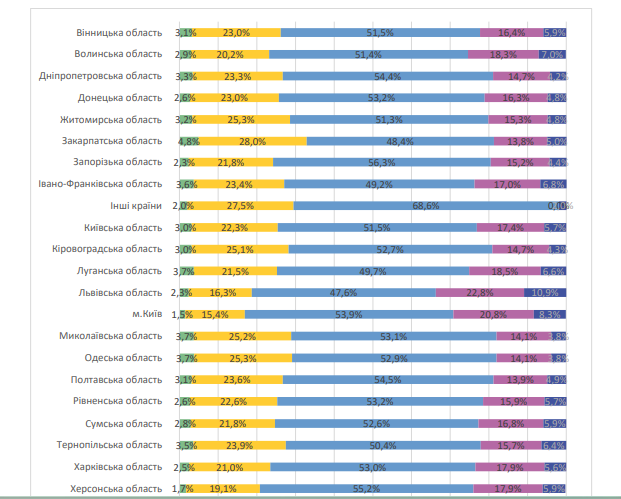 Вінницька область 3,1% 23,0% 51,5% 16,4% 5,9%
Волинська область 2,9% 20,2% 51,4% 18,3% 7,0%
Дніпропетровська область 3,3% 23,3% 54,4% 14,7% 4,2%
Донецька область 2,6% 23,0% 53,2% 16,3% 4,8%
Житомирська область 3,2% 25,3% 51,3% 15,3% 4,8%
Закарпатська область 4,8% 28,0% 48,4% 13,8% 5,0%
Запорізька область 2,3% 21,8% 56,3% 15,2% 4,4%
Івано-Франківська область 3,6% 23,4% 49,2% 17,0% 6,8%
Інші країни 2,0% 27,5% 68,6%
Київська область 3,0% 22,3% 51,5% 17,4% 5,7%
Кіровоградська область 3,0% 25,1% 52,7% 14,7% 4,3%
Луганська область 3,7% 21,5% 49,7% 18,5% 6,6%
Львівська область 2,3% 16,3% 47,6% 22,8% 10,9%
м.Київ 1,5% 15,4% 53,9% 20,8% 8,3%
Миколаївська область 3,7% 25,2% 53,1% 14,1% 3,8%
Одеська область 3,7% 25,3% 52,9% 14,1% 3,8%
Полтавська область 3,1% 23,6% 54,5% 13,9% 4,9%
Рівненська область 2,6% 22,6% 53,2% 15,9% 5,7%
Сумська область 2,8% 21,8% 52,6% 16,8% 5,9%
Тернопільська область 3,5% 23,9% 50,4% 15,7% 6,4%
Харківська область 2,5% 21,0% 53,0% 17,9% 5,6%
Херсонська область 1,7% 19,1% 55,2% 17,9% 5,9%